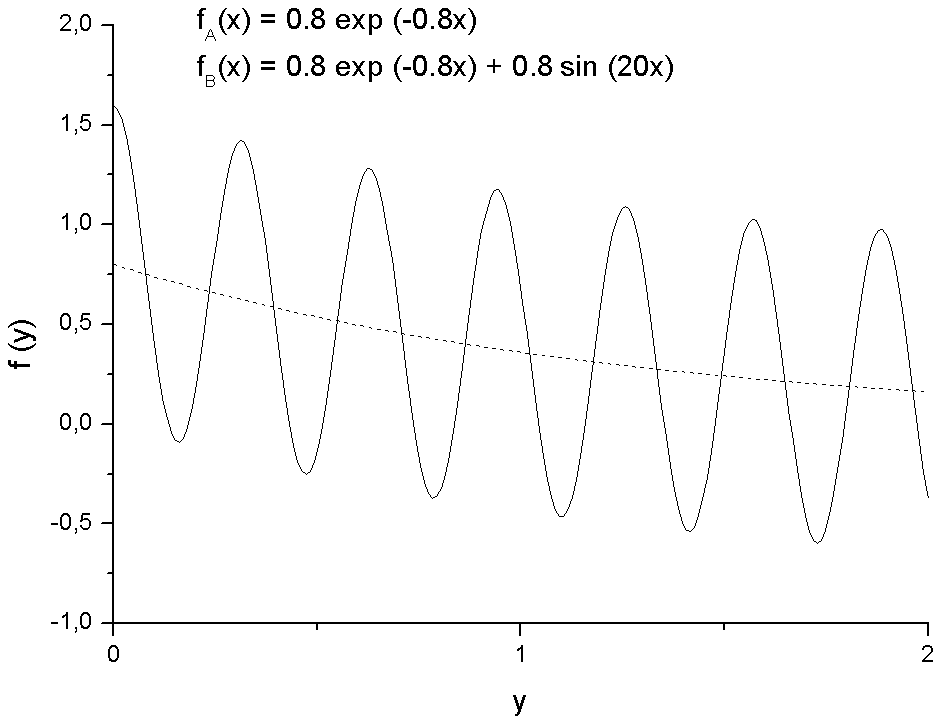 f_A(x) = 0.8 exp (-0.8x)
f_B(x) = 0.8 exp (-0.8x) + 0.8 sin (20x)
2,0
1,5
1,0
0,5
0,0
-0,5
-1,0
f (y)
0 1 2
y